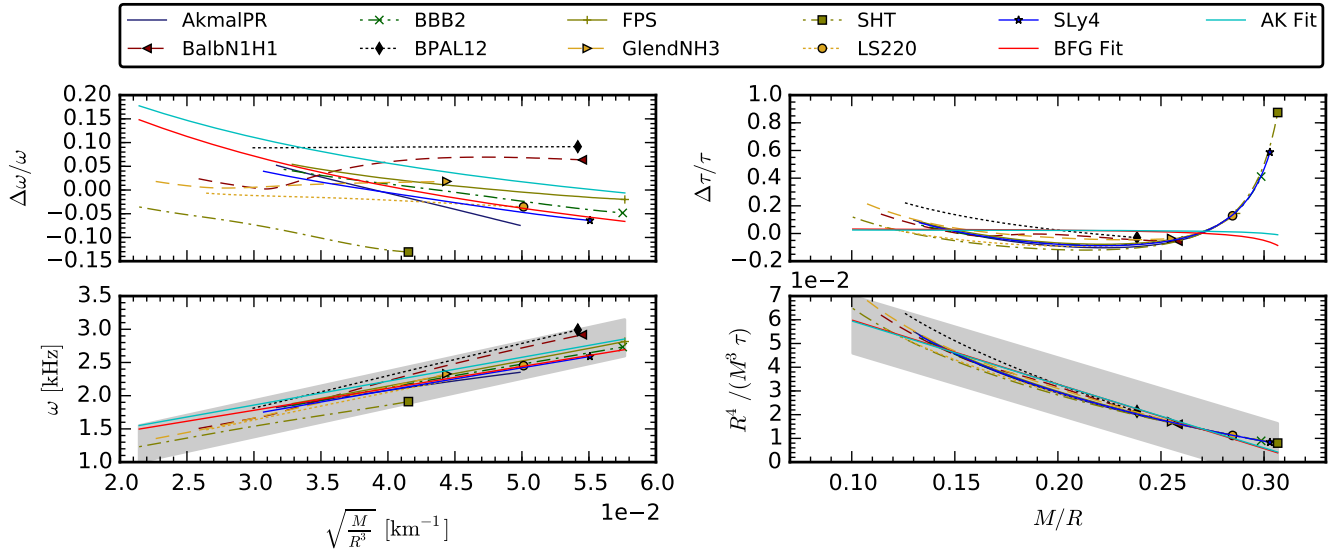 AkmalPR BBB2 FPS SHT SLy4 AK Fit
BalbN1H1 BPAL12 GlendNH3 LS220 BFG Fit
Δω/ω
0.20
0.15
0.10
0.05
0.00
−0.05
−0.10
−0.15
Δτ/τ
1.0
0.8
0.6
0.4
0.2
0.0
−0.2
ω [kHz]
3.5
3.0
2.5
2.0
1.5
1.0
2.0 2.5 3.0 3.5 4.0 4.5 5.0 5.5 6.0
1e−2
√(M/R³) [km⁻¹]
1e−2
R⁴ / (M³ τ)
7
6
5
4
3
2
1
0
0.10 0.15 0.20 0.25 0.30
M/R